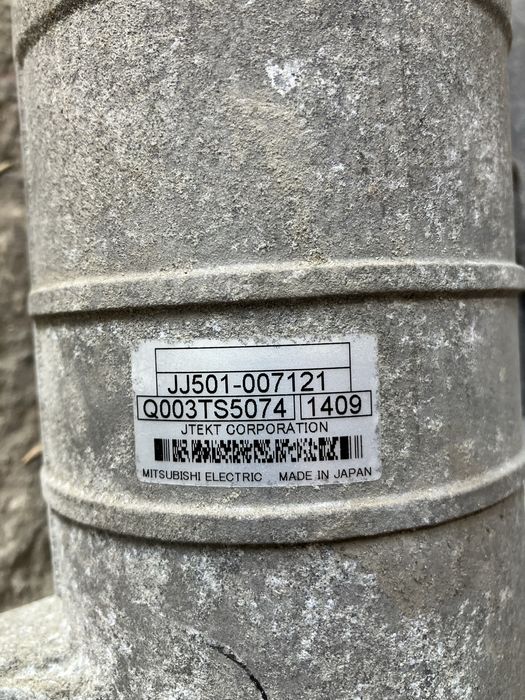 JJ501-007121
Q003TS5074 1409
JTEKT CORPORATION
MITSUBISHI ELECTRIC MADE IN JAPAN